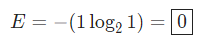 E = −(1 log₂ 1) = 0